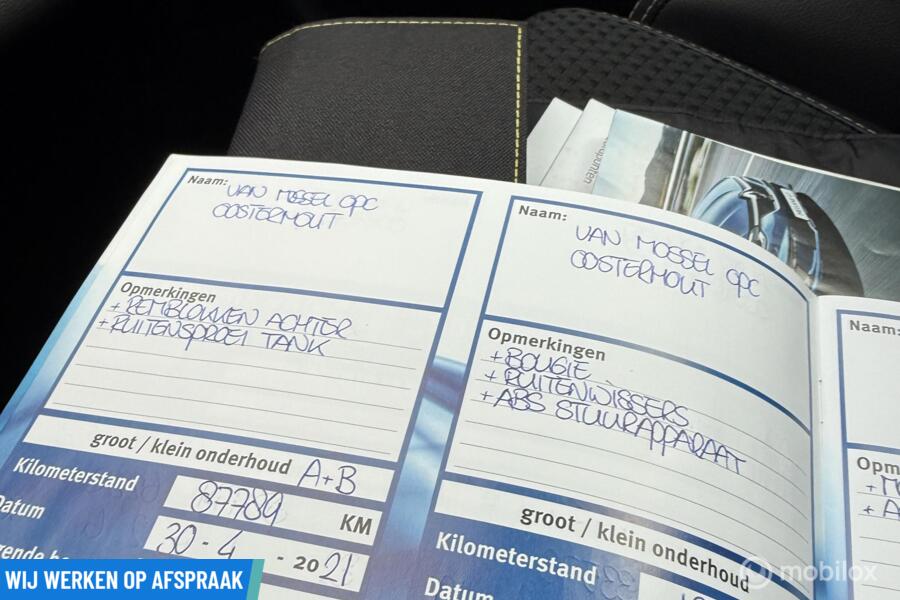 Naam: VAN MOSSEL OPC
OOSTERHOUT
Opmerkingen
+ REMBLOKKEN ACHTER
+ RUITENSPROEI TANK
groot / klein onderhoud A+B
Kilometerstand 87789 KM
Datum 30 - 4 - 2021
Naam:
VAN MOSSEL OPC
OOSTERHOUT
Opmerkingen
+ BOUGIE
+ RUITENWISSERS
+ ABS STUURAPPARAAT
groot / klein onderhoud
Kilometerstand
Datum
Naam:
Opm
WIJ WERKEN OP AFSPRAAK
mobilox